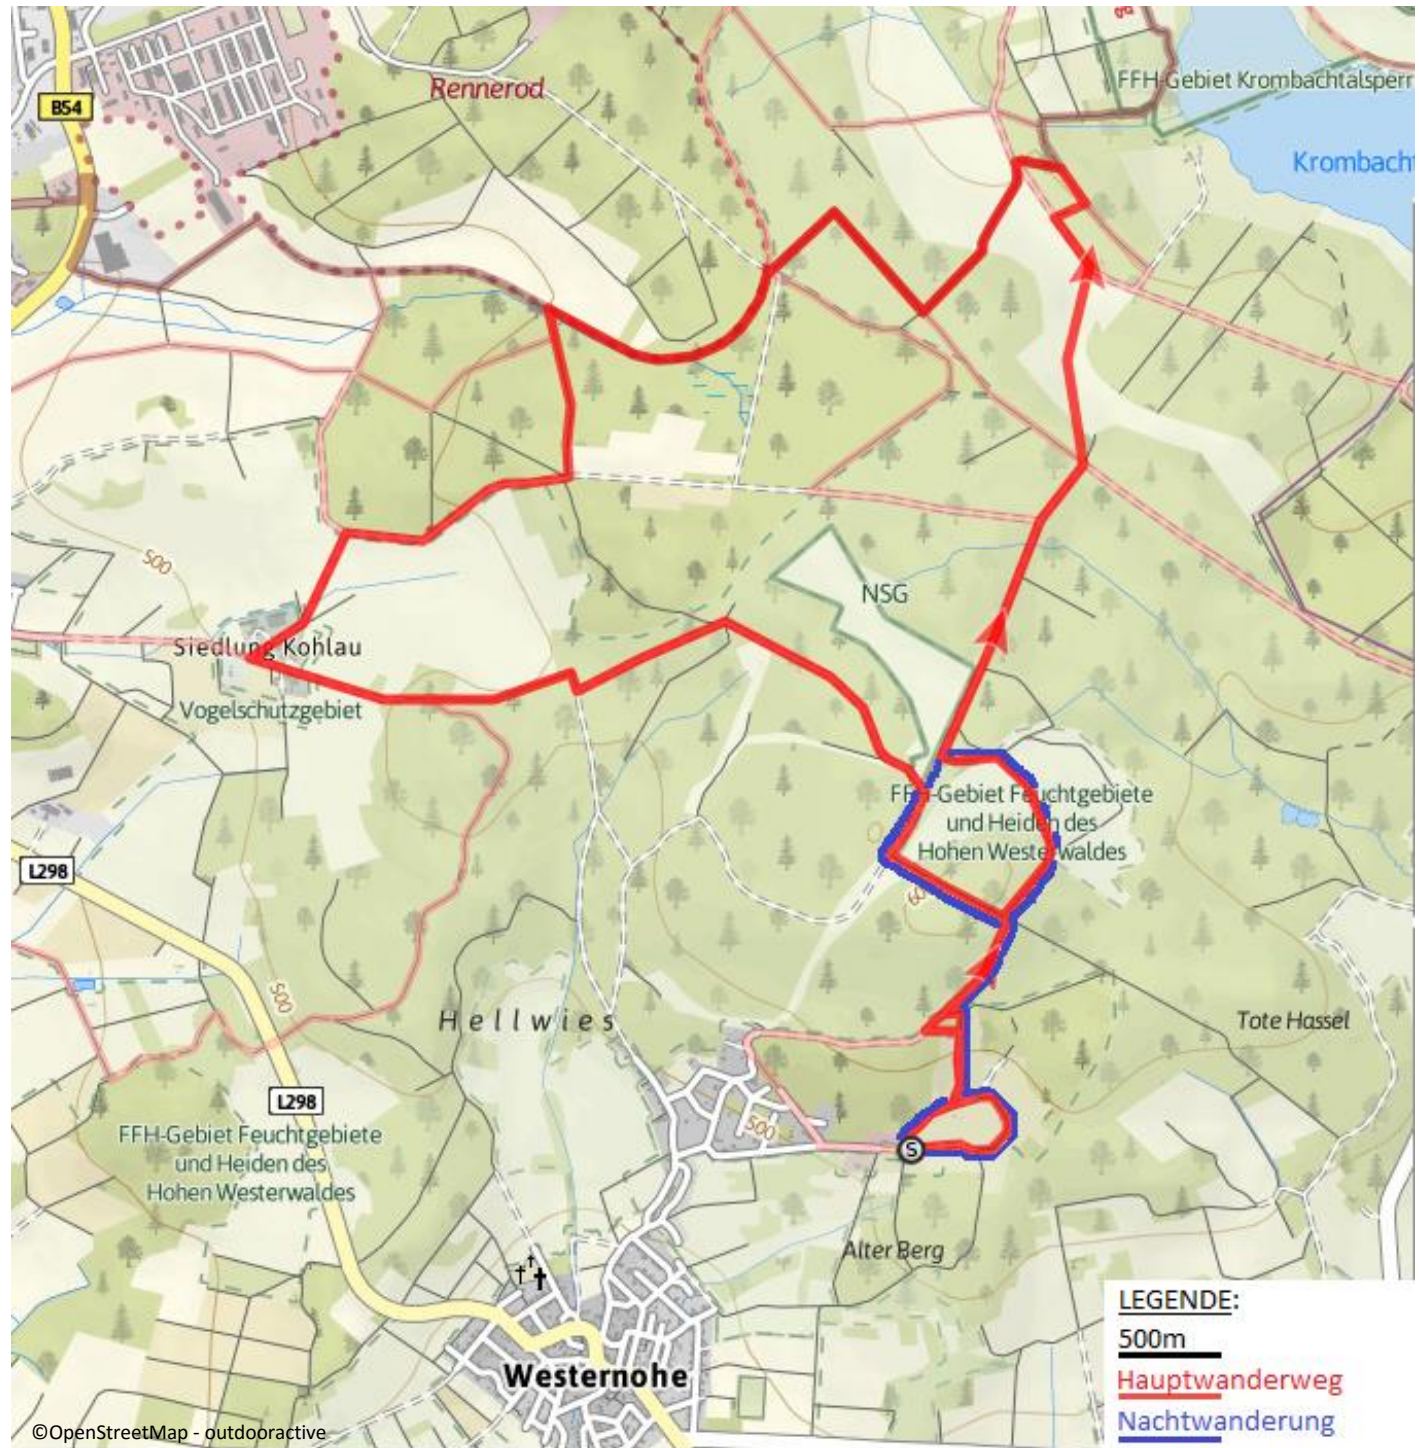 FFH-Gebiet Krombachtalsperr
Rennerod
B54
Krombacht
500
NSG
Siedlung Kohlau
Vogelschutzgebiet
FFH-Gebiet Feuchtgebiete
und Heiden des
Hohen Westerwaldes
L298
60
500
Hellwies
Tote Hassel
L298
500
FFH-Gebiet Feuchtgebiete
und Heiden des
Hohen Westerwaldes
S
Alter Berg
Westernohe
LEGENDE:
500m
Hauptwanderweg
Nachtwanderung
©OpenStreetMap - outdooractive